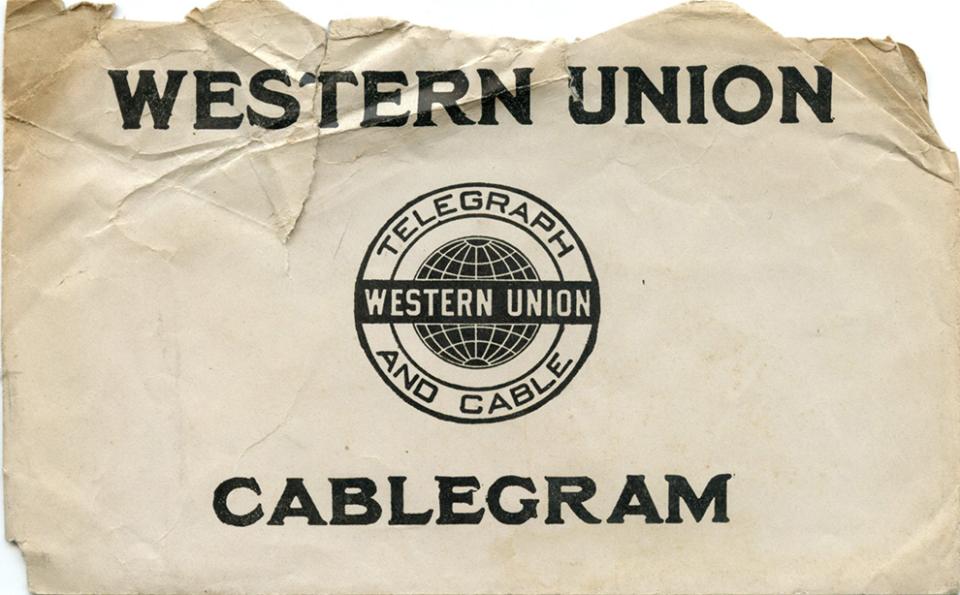 WESTERN UNION
TELEGRAPH
WESTERN UNION
AND CABLE
CABLEGRAM